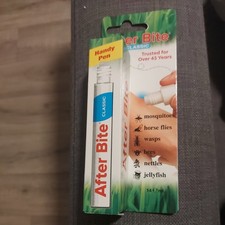 Handy
Pen
After Bite
CLASSIC
After Bite
CLASSIC
Trusted for
Over 40 Years
mosquitoes
horse flies
wasps
bees
nettles
jellyfish